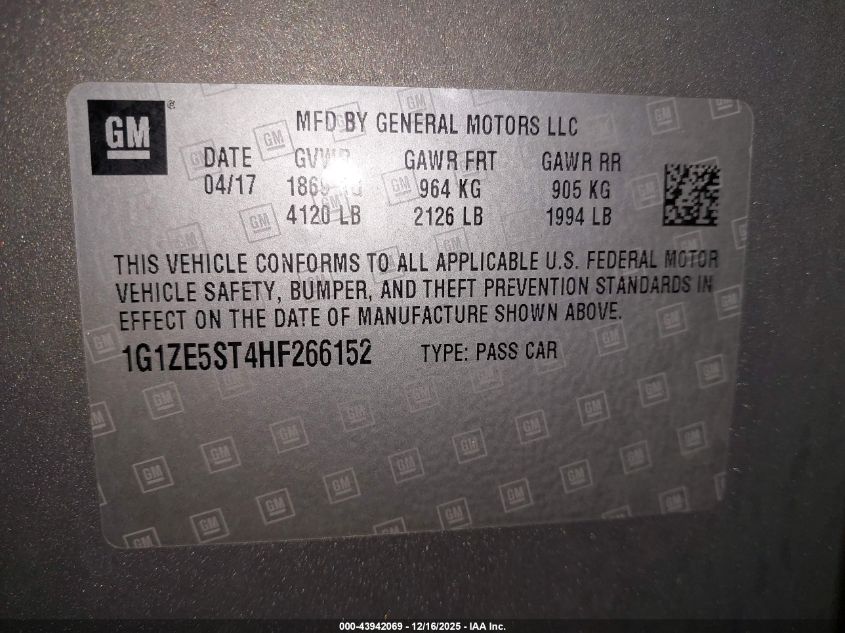 GM
MFD BY GENERAL MOTORS LLC
DATE GVWR GAWR FRT GAWR RR
04/17 1869 KG 964 KG 905 KG
4120 LB 2126 LB 1994 LB
THIS VEHICLE CONFORMS TO ALL APPLICABLE U.S. FEDERAL MOTOR
VEHICLE SAFETY, BUMPER, AND THEFT PREVENTION STANDARDS IN
EFFECT ON THE DATE OF MANUFACTURE SHOWN ABOVE.
1G1ZE5ST4HF266152 TYPE: PASS CAR
000-43942069 - 12/16/2025 - IAA Inc.